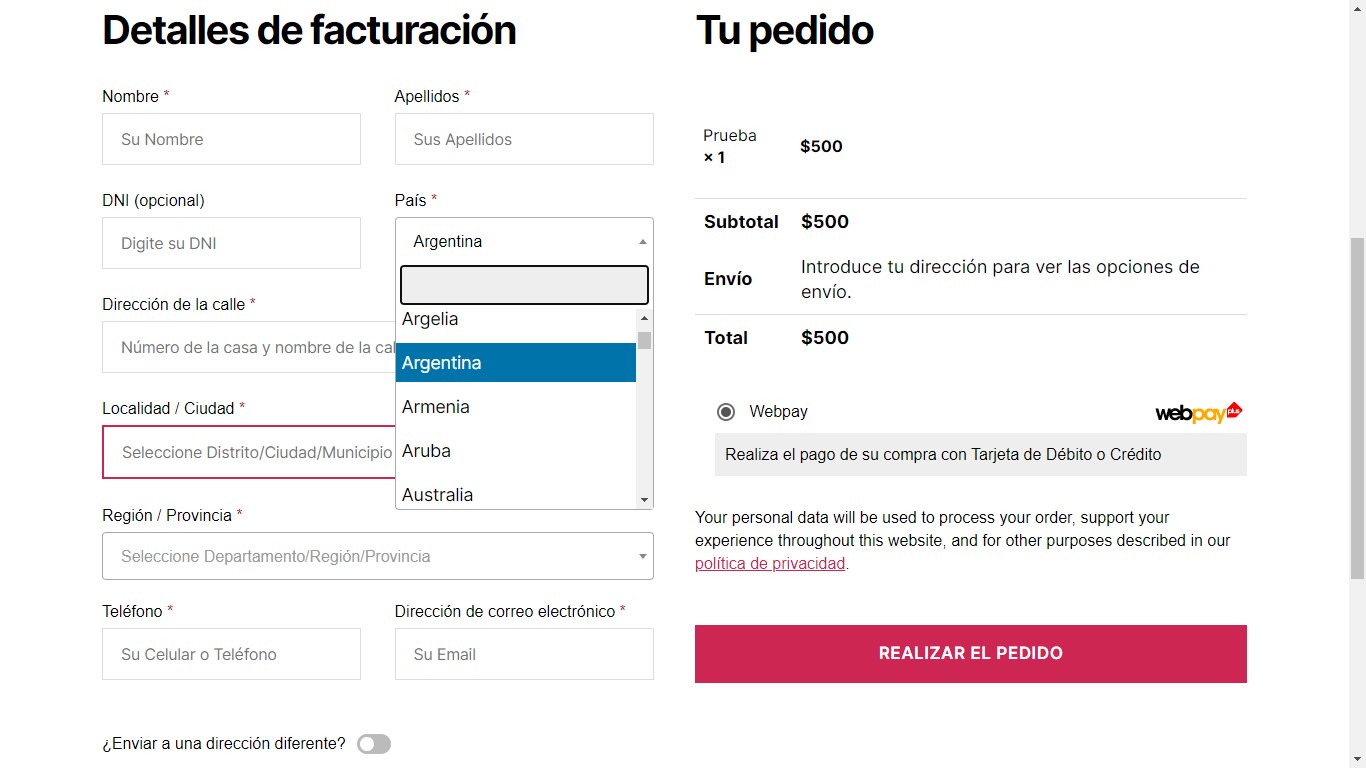 Detalles de facturación
Nombre *
Apellidos *
Su Nombre
Sus Apellidos
DNI (opcional)
País *
Digite su DNI
Argentina
Argelia
Argentina
Armenia
Aruba
Australia
Dirección de la calle *
Número de la casa y nombre de la cal
Localidad / Ciudad *
Seleccione Distrito/Ciudad/Municipio
Región / Provincia *
Seleccione Departamento/Región/Provincia
Teléfono *
Dirección de correo electrónico *
Su Celular o Teléfono
Su Email
¿Enviar a una dirección diferente?
Tu pedido
Prueba
× 1
$500
Subtotal
$500
Envío
Introduce tu dirección para ver las opciones de
envío.
Total
$500
Webpay
webpay plus
Realiza el pago de su compra con Tarjeta de Débito o Crédito
Your personal data will be used to process your order, support your
experience throughout this website, and for other purposes described in our
política de privacidad.
REALIZAR EL PEDIDO